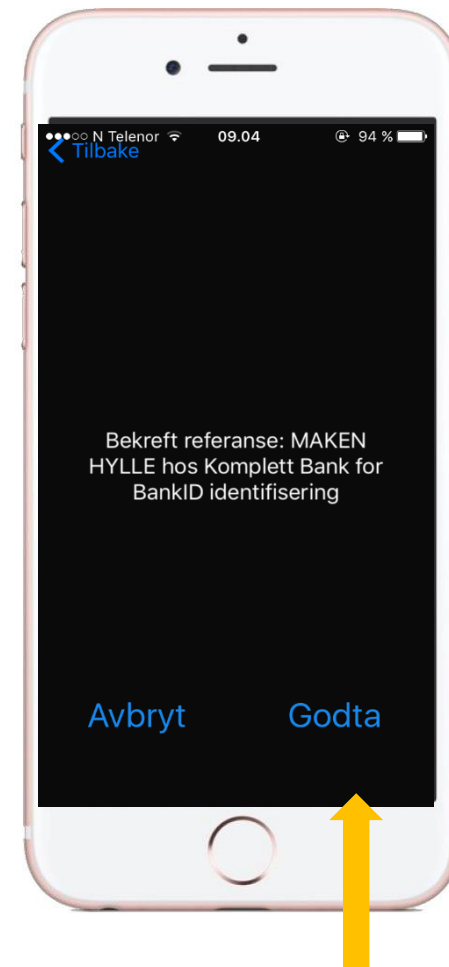 N Telenor 09.04 94 %
Tilbake
Bekreft referanse: MAKEN
HYLLE hos Komplett Bank for
BankID identifisering
Avbryt Godta